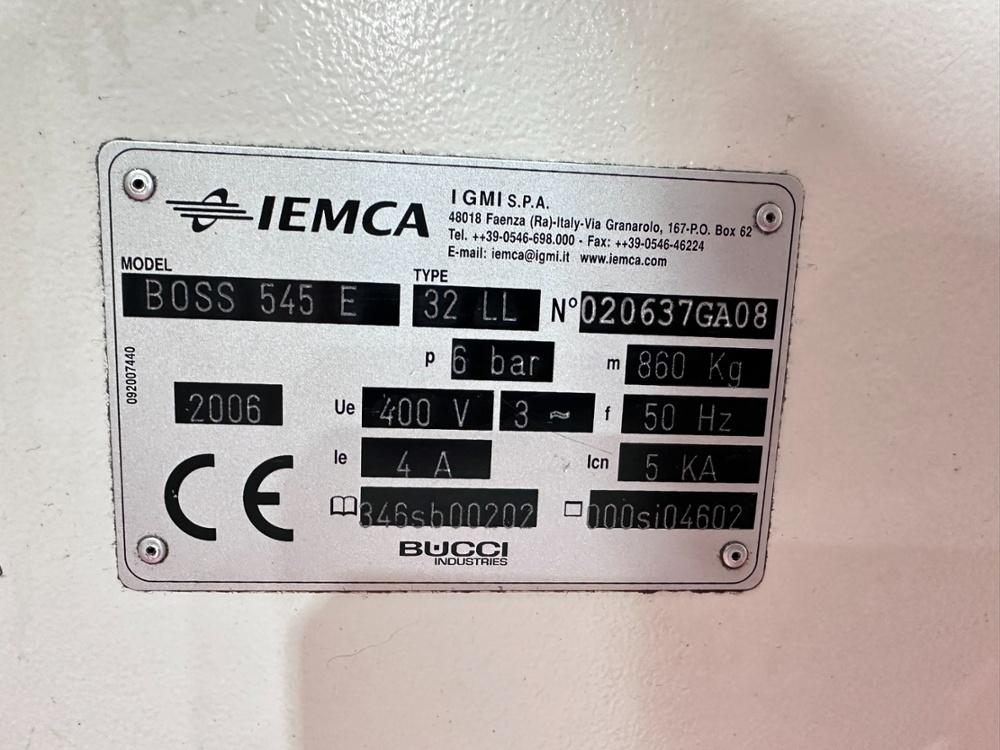 IEMCA
I GMI S.P.A.
48018 Faenza (Ra)-Italy-Via Granarolo, 167-P.O. Box 62
Tel. ++39-0546-698.000 - Fax: ++39-0546-46224
E-mail: iemca@igmi.it www.iemca.com
MODEL TYPE
BOSS 545 E 32 LL N° 020637GA08
p 6 bar m 860 Kg
092007440
2006 Ue 400 V 3 ≈ f 50 Hz
Ie 4 A Icn 5 KA
CE
346sb00202 000si04602
BUCCI
INDUSTRIES